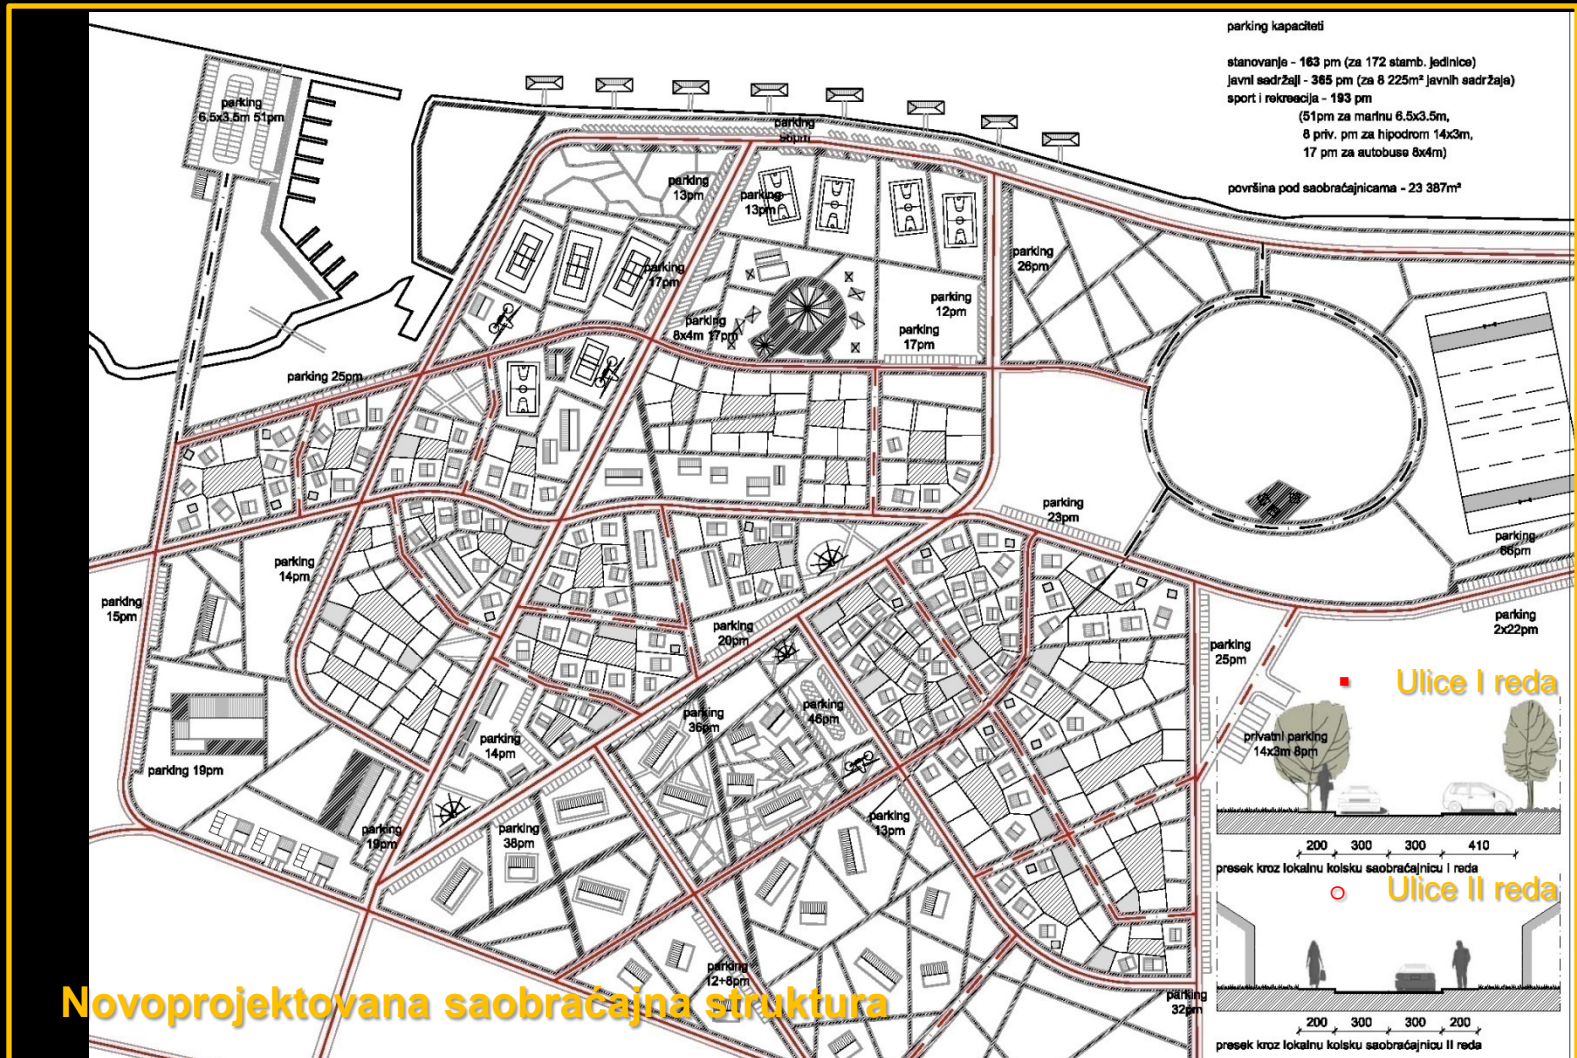 parking kapaciteti
stanovanje - 163 pm (za 172 stamb. jedinice)
javni sadržaji - 365 pm (za 8 225m² javnih sadržaja)
sport i rekreacija - 193 pm
(51pm za marinu 6.5x3.5m,
8 priv. pm za hipodrom 14x3m,
17 pm za autobuse 8x4m)
površina pod saobraćajnicama - 23 387m²
parking
6.5x3.5m 51pm
parking
parking
13pm
parking
13pm
parking
17pm
parking
26pm
parking
12pm
parking
8x4m 17pm
parking
17pm
parking 25pm
parking
23pm
parking
66pm
parking
14pm
parking
15pm
parking
20pm
parking
2x22pm
parking
25pm
parking
36pm
parking
46pm
parking
14pm
parking 19pm
parking
19pm
parking
38pm
parking
13pm
parking
12+8pm
parking
32pm
Ulice I reda
privatni parking
14x3m 8pm
200 300 300 410
presek kroz lokalnu kolsku saobraćajnicu I reda
Ulice II reda
200 300 300 200
presek kroz lokalnu kolsku saobraćajnicu II reda
Novoprojektovana saobraćajna struktura